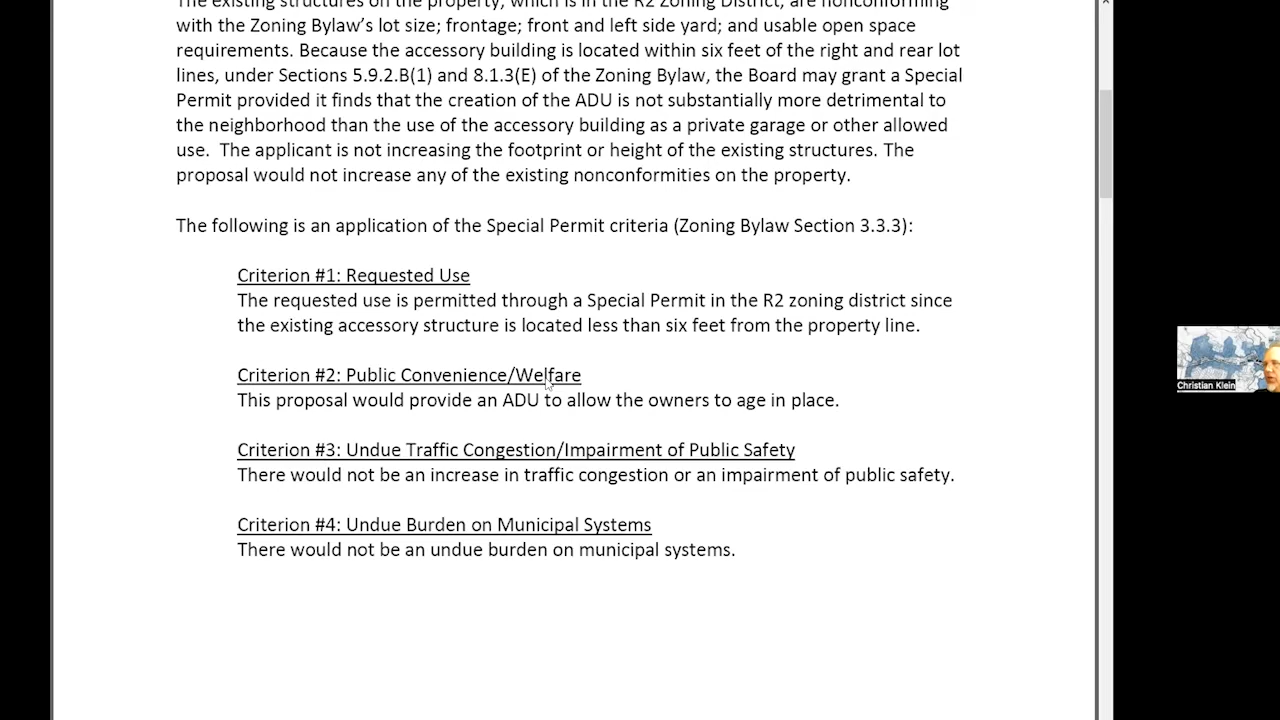 The existing structures on the property, which is in the R2 Zoning District, are nonconforming
with the Zoning Bylaw’s lot size; frontage; front and left side yard; and usable open space
requirements. Because the accessory building is located within six feet of the right and rear lot
lines, under Sections 5.9.2.B(1) and 8.1.3(E) of the Zoning Bylaw, the Board may grant a Special
Permit provided it finds that the creation of the ADU is not substantially more detrimental to
the neighborhood than the use of the accessory building as a private garage or other allowed
use.  The applicant is not increasing the footprint or height of the existing structures. The
proposal would not increase any of the existing nonconformities on the property.
The following is an application of the Special Permit criteria (Zoning Bylaw Section 3.3.3):
Criterion #1: Requested Use
The requested use is permitted through a Special Permit in the R2 zoning district since
the existing accessory structure is located less than six feet from the property line.
Criterion #2: Public Convenience/Welfare
This proposal would provide an ADU to allow the owners to age in place.
Criterion #3: Undue Traffic Congestion/Impairment of Public Safety
There would not be an increase in traffic congestion or an impairment of public safety.
Criterion #4: Undue Burden on Municipal Systems
There would not be an undue burden on municipal systems.
Christian Klein